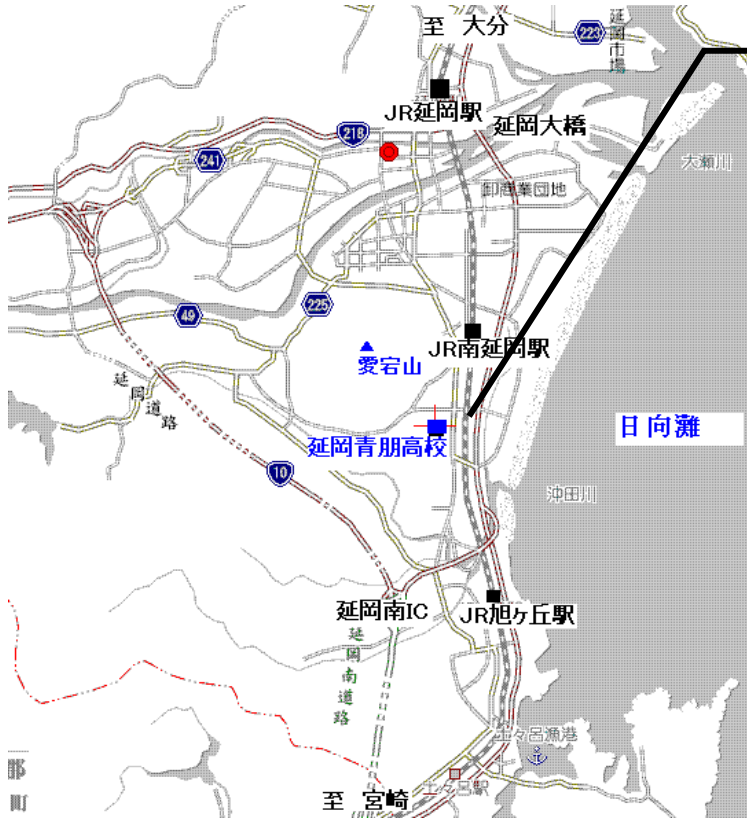 至 大分
223
延岡市場
JR延岡駅
218
延岡大橋
241
大瀬川
卸商業団地
225
49
JR南延岡駅
愛宕山
延岡道路
日向灘
延岡青朋高校
10
沖田川
延岡南IC
JR旭ヶ丘駅
延岡南道路
土々呂漁港
土々呂駅
至 宮崎
郡
町